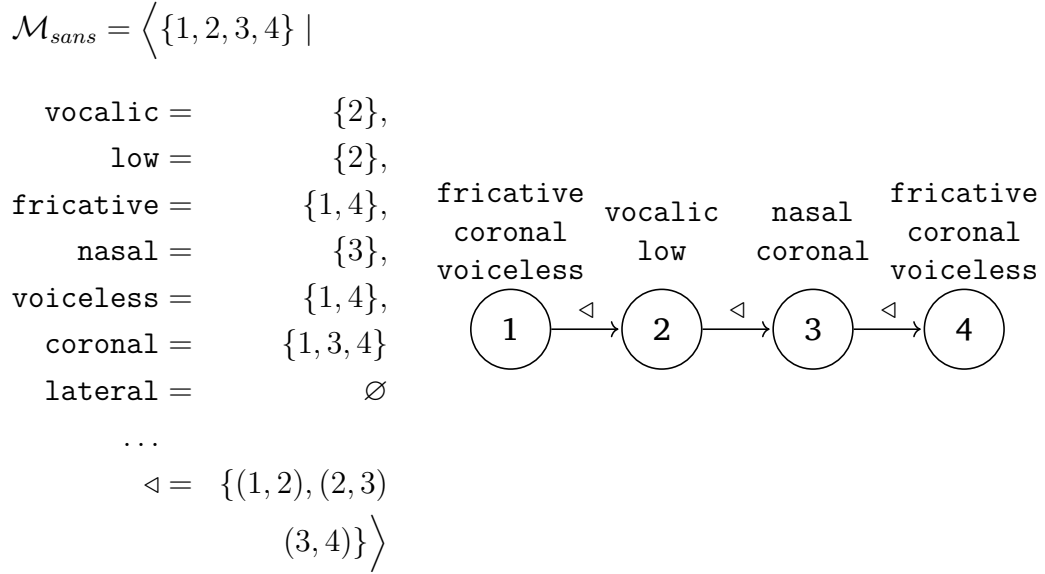 ℳsans = ⟨{1, 2, 3, 4} |
vocalic = {2},
low = {2},
fricative = {1, 4},
nasal = {3},
voiceless = {1, 4},
coronal = {1, 3, 4}
lateral = ∅
...
◃ = {(1, 2), (2, 3)
(3, 4)}⟩
fricative
coronal
voiceless
1
◃
vocalic
low
2
◃
nasal
coronal
3
◃
fricative
coronal
voiceless
4